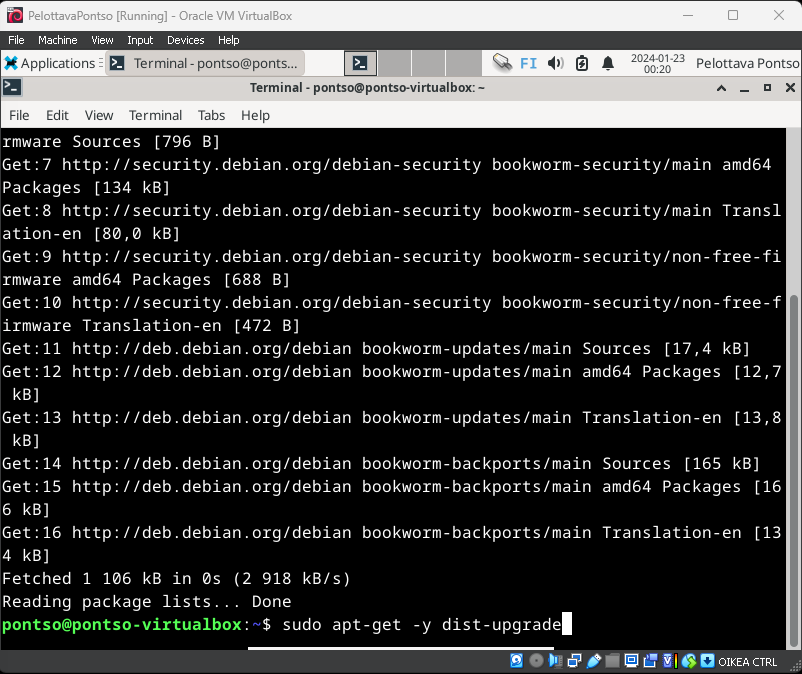 PelottavaPontso [Running] - Oracle VM VirtualBox
File Machine View Input Devices Help
Applications Terminal - pontso@ponts... FI 2024-01-23 00:20 Pelottava Pontso
Terminal - pontso@pontso-virtualbox: ~
File Edit View Terminal Tabs Help
rmware Sources [796 B]
Get:7 http://security.debian.org/debian-security bookworm-security/main amd64
Packages [134 kB]
Get:8 http://security.debian.org/debian-security bookworm-security/main Transl
ation-en [80,0 kB]
Get:9 http://security.debian.org/debian-security bookworm-security/non-free-fi
rmware amd64 Packages [688 B]
Get:10 http://security.debian.org/debian-security bookworm-security/non-free-f
irmware Translation-en [472 B]
Get:11 http://deb.debian.org/debian bookworm-updates/main Sources [17,4 kB]
Get:12 http://deb.debian.org/debian bookworm-updates/main amd64 Packages [12,7
 kB]
Get:13 http://deb.debian.org/debian bookworm-updates/main Translation-en [13,8
 kB]
Get:14 http://deb.debian.org/debian bookworm-backports/main Sources [165 kB]
Get:15 http://deb.debian.org/debian bookworm-backports/main amd64 Packages [16
6 kB]
Get:16 http://deb.debian.org/debian bookworm-backports/main Translation-en [13
4 kB]
Fetched 1 106 kB in 0s (2 918 kB/s)
Reading package lists... Done
pontso@pontso-virtualbox:~$ sudo apt-get -y dist-upgrade
OIKEA CTRL